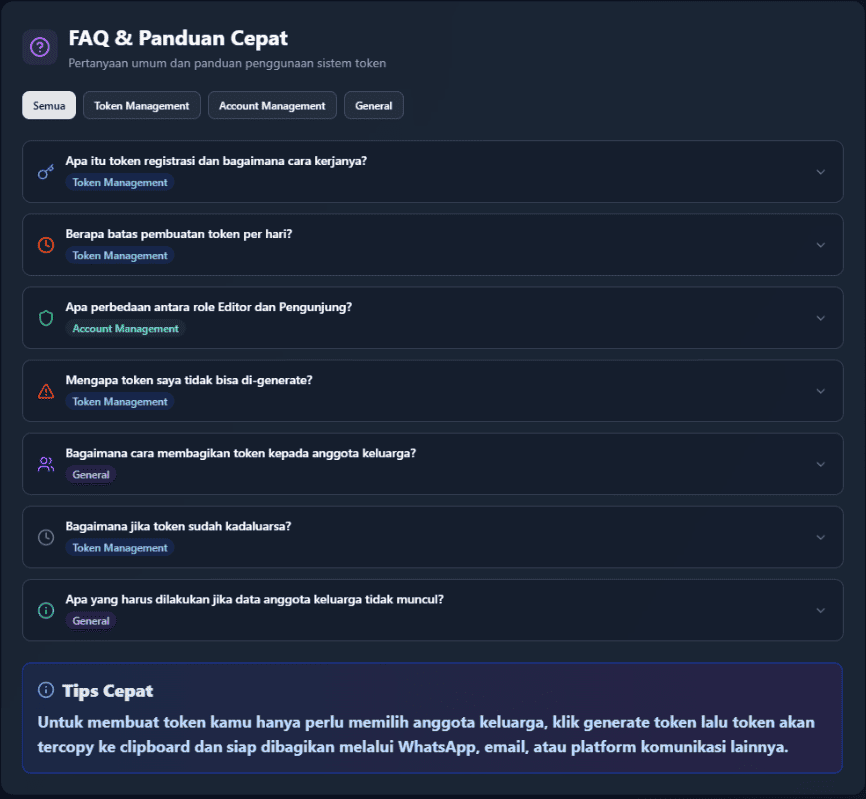 FAQ & Panduan Cepat
Pertanyaan umum dan panduan penggunaan sistem token
Semua
Token Management
Account Management
General
Apa itu token registrasi dan bagaimana cara kerjanya?
Token Management
Berapa batas pembuatan token per hari?
Token Management
Apa perbedaan antara role Editor dan Pengunjung?
Account Management
Mengapa token saya tidak bisa di-generate?
Token Management
Bagaimana cara membagikan token kepada anggota keluarga?
General
Bagaimana jika token sudah kadaluarsa?
Token Management
Apa yang harus dilakukan jika data anggota keluarga tidak muncul?
General
Tips Cepat
Untuk membuat token kamu hanya perlu memilih anggota keluarga, klik generate token lalu token akan
tercopy ke clipboard dan siap dibagikan melalui WhatsApp, email, atau platform komunikasi lainnya.